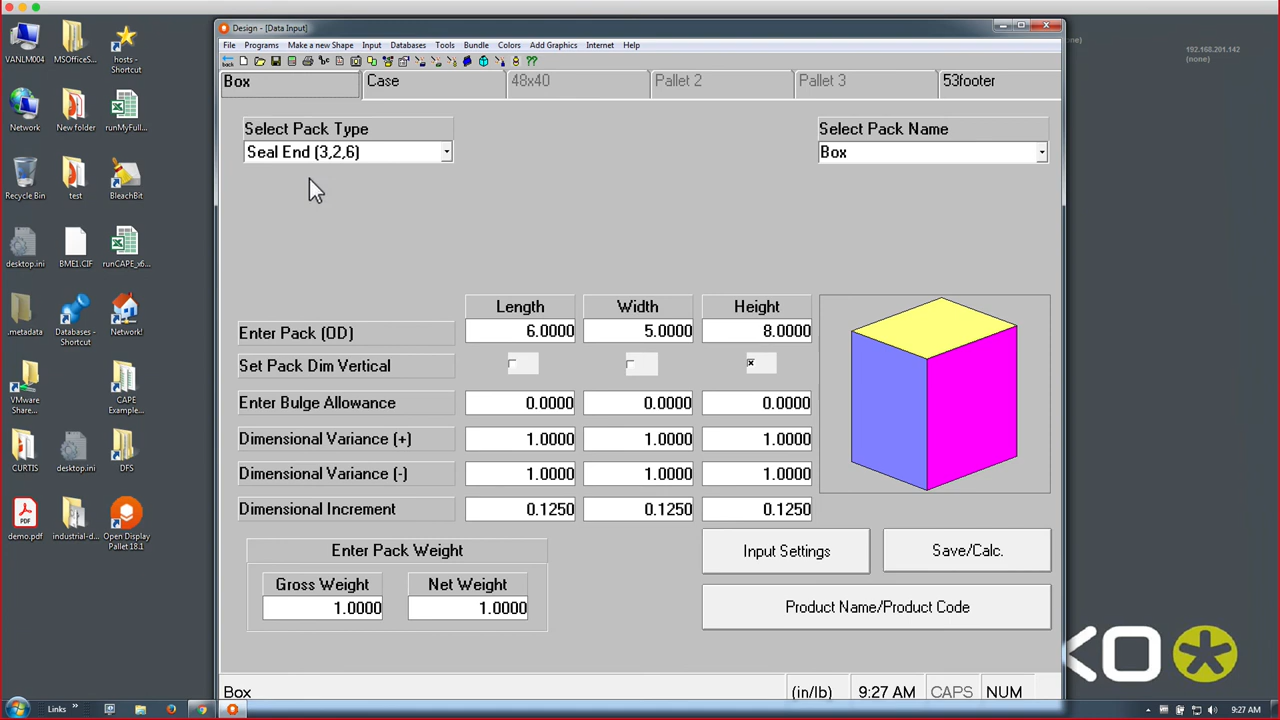 Design - [Data Input]
File Programs Make a new Shape Input Databases Tools Bundle Colors Add Graphics Internet Help
Box Case 48x40 Pallet 2 Pallet 3 53footer
Select Pack Type
Seal End (3,2,6)
Select Pack Name
Box
Length Width Height
Enter Pack (OD) 6.0000 5.0000 8.0000
Set Pack Dim Vertical
Enter Bulge Allowance 0.0000 0.0000 0.0000
Dimensional Variance (+) 1.0000 1.0000 1.0000
Dimensional Variance (-) 1.0000 1.0000 1.0000
Dimensional Increment 0.1250 0.1250 0.1250
Enter Pack Weight
Gross Weight Net Weight
1.0000 1.0000
Input Settings Save/Calc.
Product Name/Product Code
Box (in/lb) 9:27 AM CAPS NUM
VANLM004 MSOfficeS... hosts - Shortcut
Network New folder runMyFull...
Recycle Bin test BleachBit
desktop.ini BME1.CIF runCAPE_x6...
.metadata Databases - Shortcut Network!
VMware Share... CAPE Example...
CURTIS desktop.ini DFS
demo.pdf industrial-d... Open Display Pallet 18.1
192.168.201.142
(none)
KO
Links » 9:27 AM